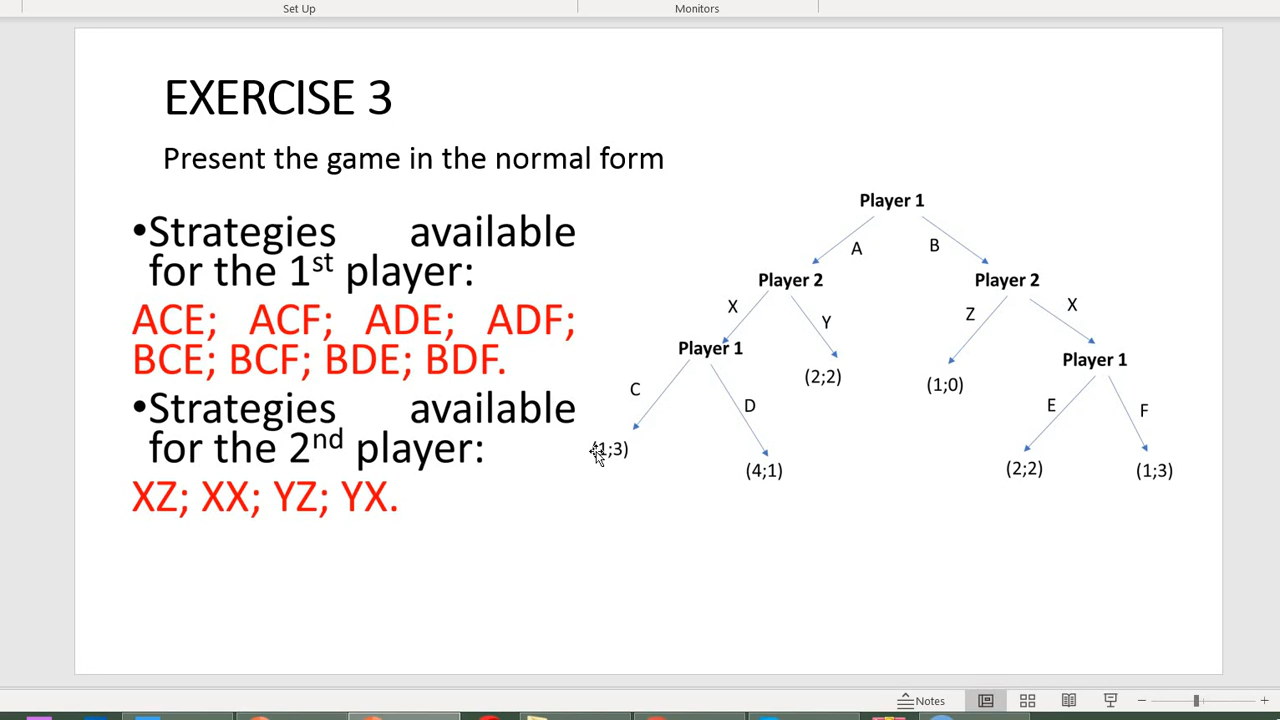 Set Up
Monitors
EXERCISE 3
Present the game in the normal form
•Strategies available
for the 1st player:
ACE; ACF; ADE; ADF;
BCE; BCF; BDE; BDF.
•Strategies available
for the 2nd player:
XZ; XX; YZ; YX.
Player 1
A
B
Player 2
Player 2
X
Y
Z
X
Player 1
(2;2)
(1;0)
Player 1
C
D
E
F
(1;3)
(4;1)
(2;2)
(1;3)
Notes